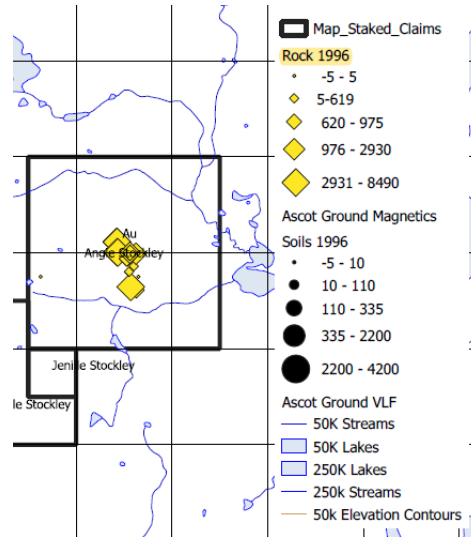 Map_Staked_Claims
Rock 1996
-5 - 5
5-619
620 - 975
976 - 2930
2931 - 8490
Ascot Ground Magnetics
Soils 1996
-5 - 10
10 - 110
110 - 335
335 - 2200
2200 - 4200
Ascot Ground VLF
50K Streams
50K Lakes
250K Lakes
250k Streams
50k Elevation Contours
Au
Angle Stockley
Stockley
le Stockley